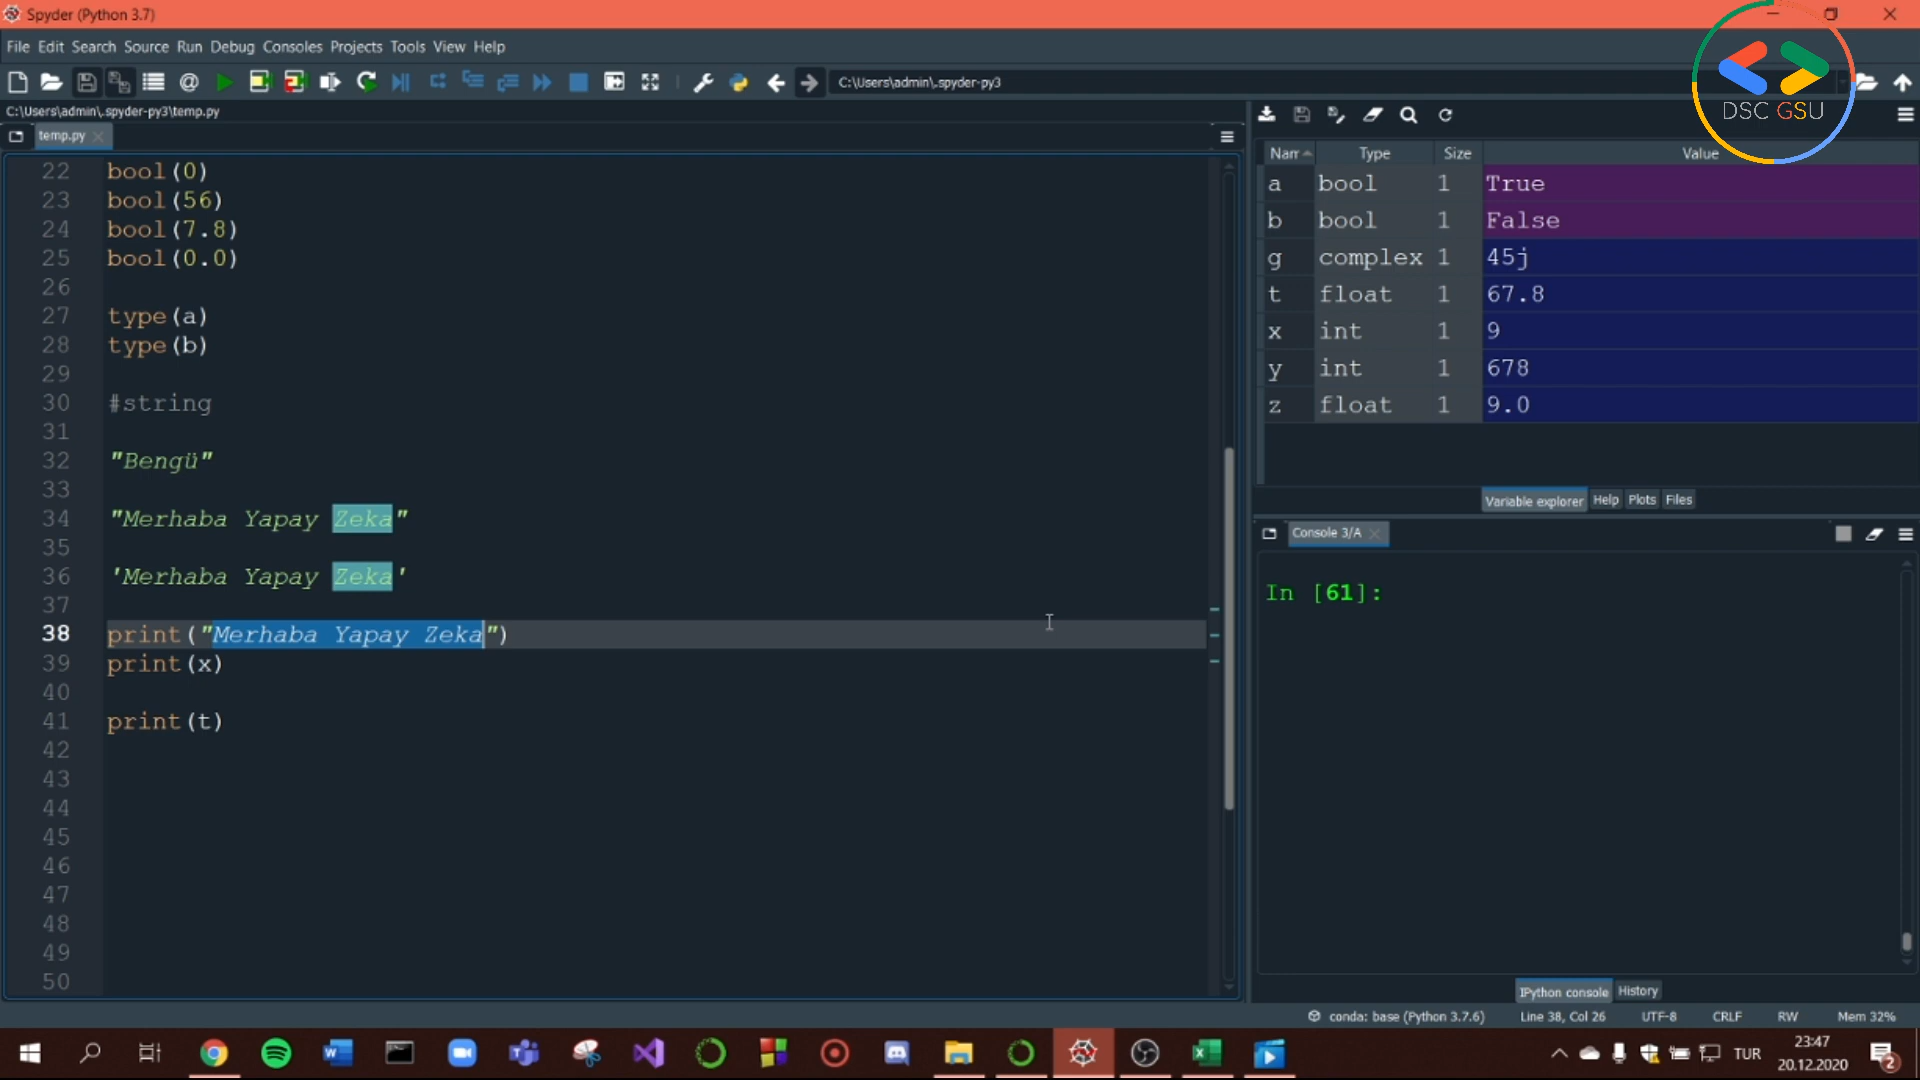 Spyder (Python 3.7)
File Edit Search Source Run Debug Consoles Projects Tools View Help
C:\Users\admin\.spyder-py3
DSC GSU
C:\Users\admin\.spyder-py3\temp.py
temp.py
22 bool(0)
23 bool(56)
24 bool(7.8)
25 bool(0.0)
26
27 type(a)
28 type(b)
29
30 #string
31
32 "Bengü"
33
34 "Merhaba Yapay Zeka"
35
36 'Merhaba Yapay Zeka'
37
38 print("Merhaba Yapay Zeka")
39 print(x)
40
41 print(t)
42
43
44
45
46
47
48
49
50
Nam Type Size Value
a bool 1 True
b bool 1 False
g complex 1 45j
t float 1 67.8
x int 1 9
y int 1 678
z float 1 9.0
Variable explorer Help Plots Files
Console 3/A
In [61]:
IPython console History
conda: base (Python 3.7.6) Line 38, Col 26 UTF-8 CRLF RW Mem 32%
TUR
23:47
20.12.2020
2